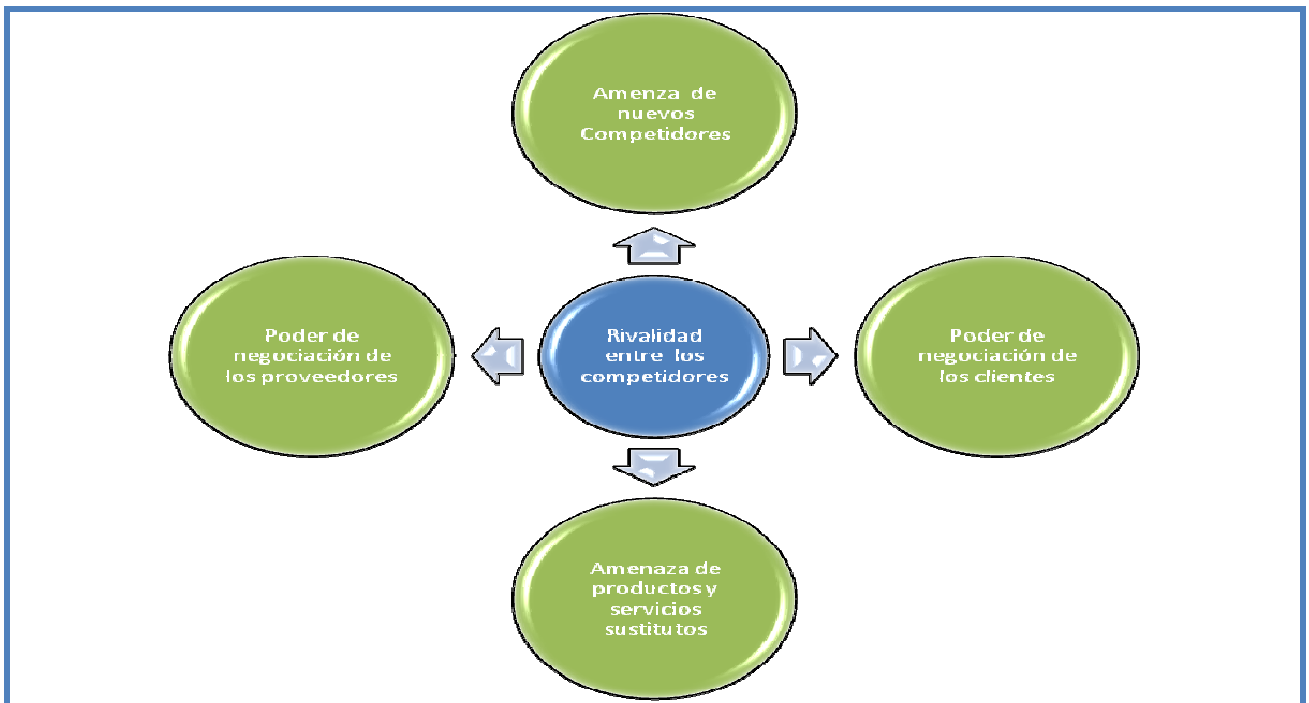 Amenza de
nuevos
Competidores
Poder de
negociación de
los proveedores
Rivalidad
entre los
competidores
Poder de
negociación de
los clientes
Amenaza de
productos y
servicios
sustitutos